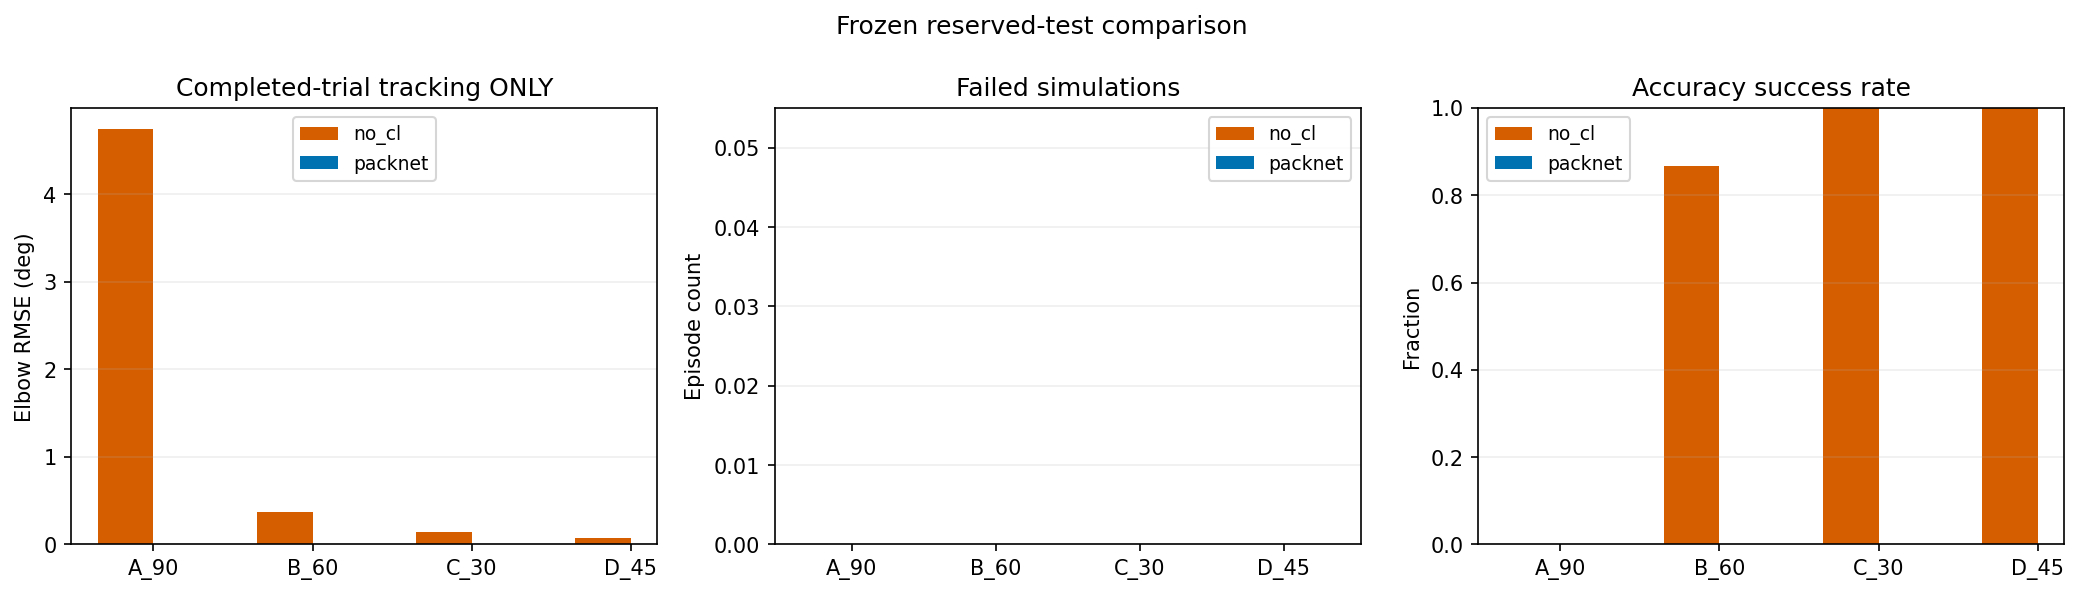 Frozen reserved-test comparison
Completed-trial tracking ONLY
Elbow RMSE (deg)
4
3
2
1
0
A_90
B_60
C_30
D_45
no_cl
packnet
Failed simulations
Episode count
0.05
0.04
0.03
0.02
0.01
0.00
A_90
B_60
C_30
D_45
no_cl
packnet
Accuracy success rate
Fraction
1.0
0.8
0.6
0.4
0.2
0.0
A_90
B_60
C_30
D_45
no_cl
packnet